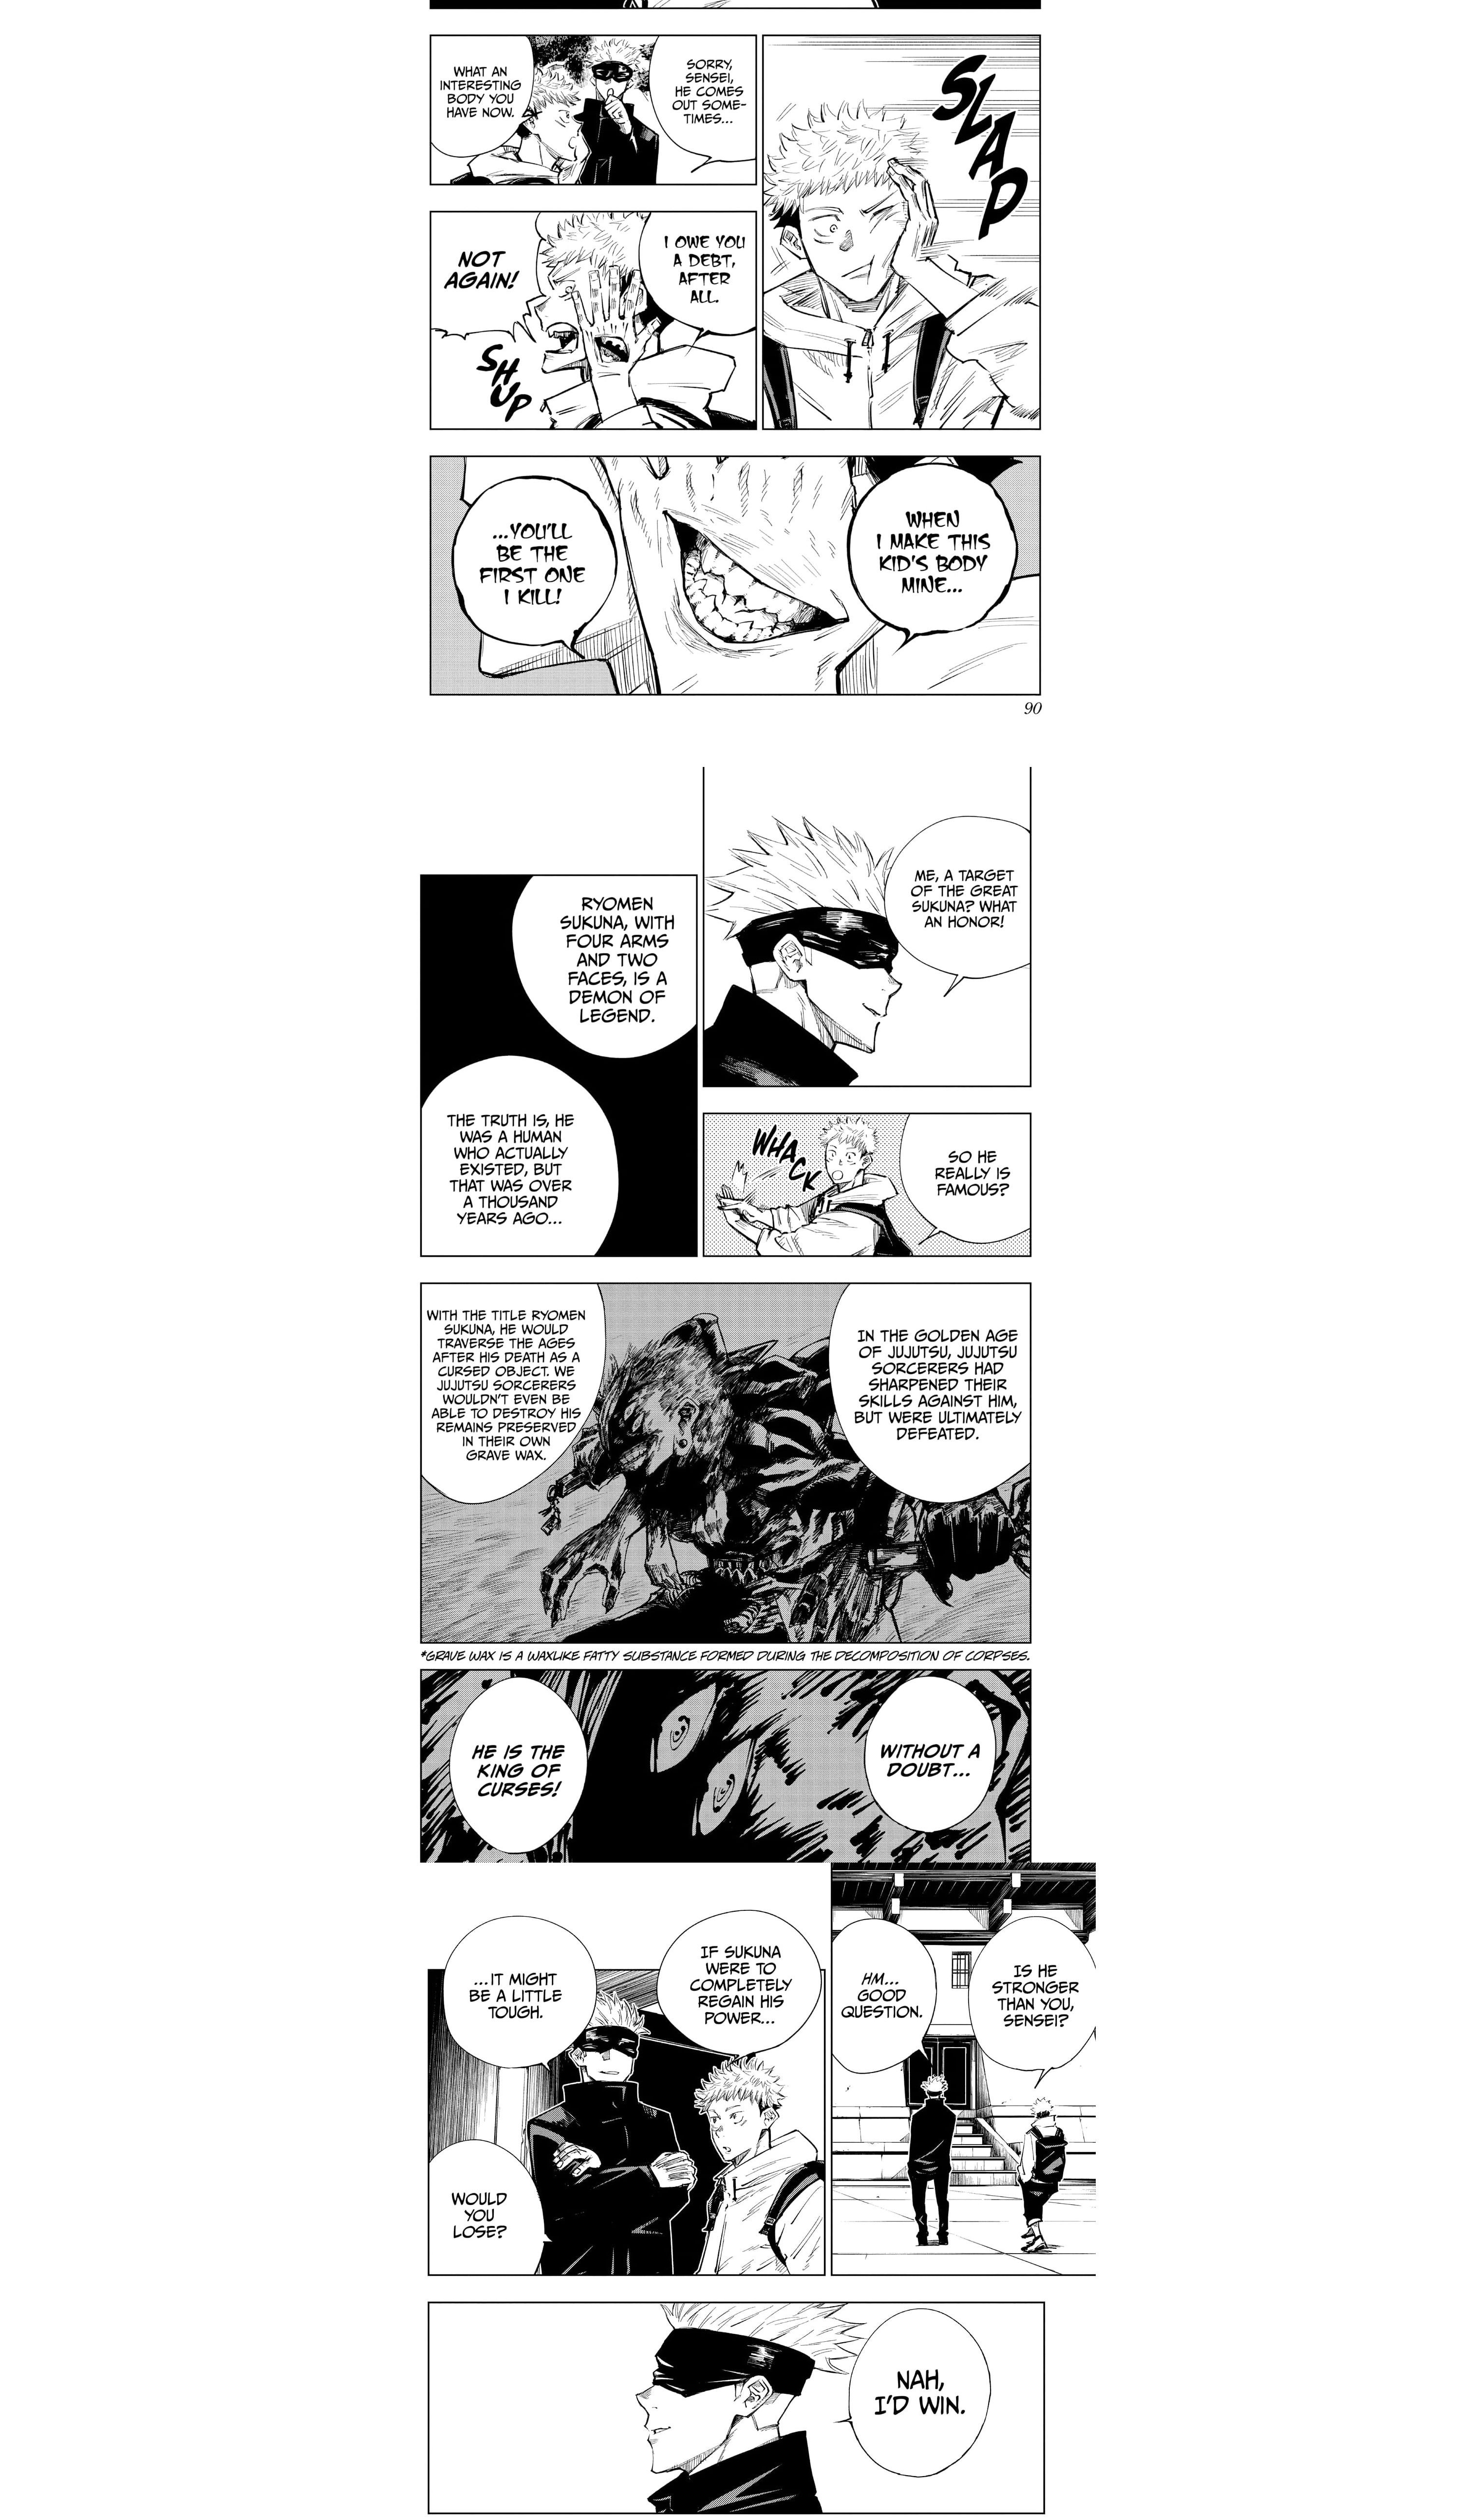 SLAP
SORRY,
SENSEI,
HE COMES
OUT SOME-
TIMES...
WHAT AN
INTERESTING
BODY YOU
HAVE NOW.
I OWE YOU
A DEBT,
AFTER
ALL.
NOT
AGAIN!
SHUP
WHEN
I MAKE THIS
KID'S BODY
MINE...
...YOU'LL
BE THE
FIRST ONE
I KILL!
90
ME, A TARGET
OF THE GREAT
SUKUNA? WHAT
AN HONOR!
SO HE
REALLY IS
FAMOUS?
WHACK
RYOMEN
SUKUNA, WITH
FOUR ARMS
AND TWO
FACES, IS A
DEMON OF
LEGEND.
THE TRUTH IS, HE
WAS A HUMAN
WHO ACTUALLY
EXISTED, BUT
THAT WAS OVER
A THOUSAND
YEARS AGO...
IN THE GOLDEN AGE
OF JUJUTSU, JUJUTSU
SORCERERS HAD
SHARPENED THEIR
SKILLS AGAINST HIM,
BUT WERE ULTIMATELY
DEFEATED.
WITH THE TITLE RYOMEN
SUKUNA, HE WOULD
TRAVERSE THE AGES
AFTER HIS DEATH AS A
CURSED OBJECT. WE
JUJUTSU SORCERERS
WOULDN'T EVEN BE
ABLE TO DESTROY HIS
REMAINS PRESERVED
IN THEIR OWN
GRAVE WAX.
*GRAVE WAX IS A WAXLIKE FATTY SUBSTANCE FORMED DURING THE DECOMPOSITION OF CORPSES.
WITHOUT A
DOUBT...
HE IS THE
KING OF
CURSES!
IS HE
STRONGER
THAN YOU,
SENSEI?
HM...
GOOD
QUESTION.
IF SUKUNA
WERE TO
COMPLETELY
REGAIN HIS
POWER...
...IT MIGHT
BE A LITTLE
TOUGH.
WOULD
YOU
LOSE?
NAH,
I'D WIN.